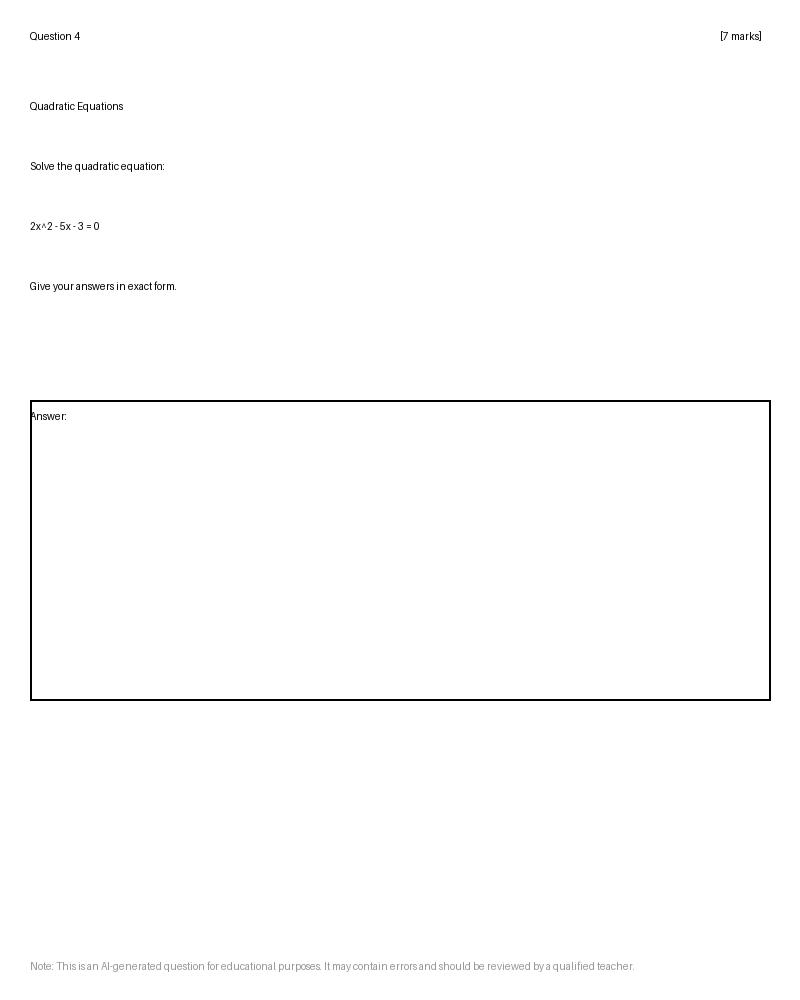 Question 4 [7 marks]
Quadratic Equations
Solve the quadratic equation:
2x^2 - 5x - 3 = 0
Give your answers in exact form.
Answer:
Note: This is an AI-generated question for educational purposes. It may contain errors and should be reviewed by a qualified teacher.